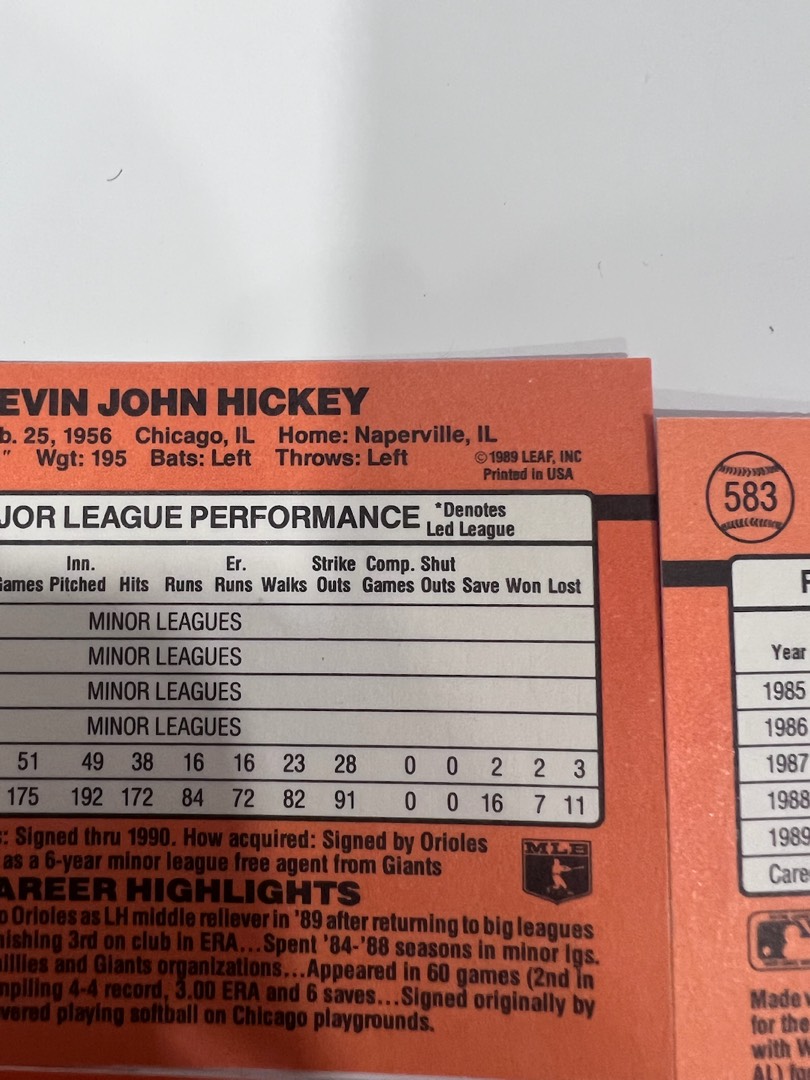 EVIN JOHN HICKEY
b. 25, 1956 Chicago, IL Home: Naperville, IL
" Wgt: 195 Bats: Left Throws: Left
©1989 LEAF, INC
Printed in USA
JOR LEAGUE PERFORMANCE *Denotes
Led League
Inn. Er. Strike Comp. Shut
Games Pitched Hits Runs Runs Walks Outs Games Outs Save Won Lost
MINOR LEAGUES
MINOR LEAGUES
MINOR LEAGUES
MINOR LEAGUES
51 49 38 16 16 23 28 0 0 2 2 3
175 192 172 84 72 82 91 0 0 16 7 11
: Signed thru 1990. How acquired: Signed by Orioles
as a 6-year minor league free agent from Giants
MLB
AREER HIGHLIGHTS
o Orioles as LH middle reliever in '89 after returning to big leagues
nishing 3rd on club in ERA...Spent '84-'88 seasons in minor lgs.
illies and Giants organizations...Appeared in 60 games (2nd in
mpiling 4-4 record, 3.00 ERA and 6 saves...Signed originally by
vered playing softball on Chicago playgrounds.
583
Year
1985
1986
1987
1988
1989
Care
Made
for the
with W
AL) for